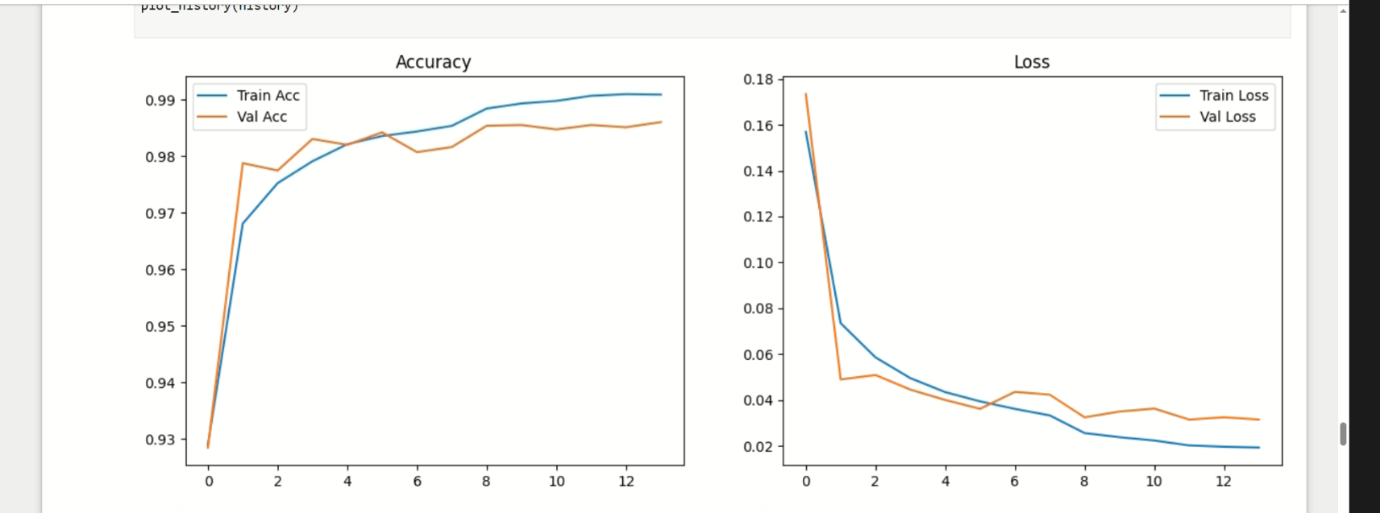 plot_history(history)
Accuracy
Train Acc
Val Acc
0.99
0.98
0.97
0.96
0.95
0.94
0.93
0 2 4 6 8 10 12
Loss
Train Loss
Val Loss
0.18
0.16
0.14
0.12
0.10
0.08
0.06
0.04
0.02
0 2 4 6 8 10 12